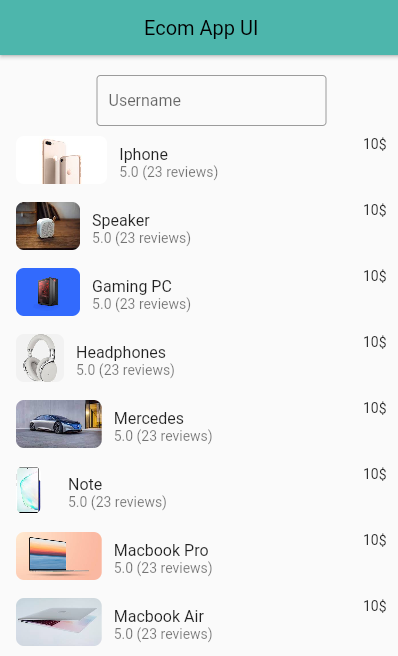 Ecom App UI
Username
Iphone
10$
5.0 (23 reviews)
Speaker
10$
5.0 (23 reviews)
Gaming PC
10$
5.0 (23 reviews)
Headphones
10$
5.0 (23 reviews)
Mercedes
10$
5.0 (23 reviews)
Note
10$
5.0 (23 reviews)
Macbook Pro
10$
5.0 (23 reviews)
Macbook Air
10$
5.0 (23 reviews)